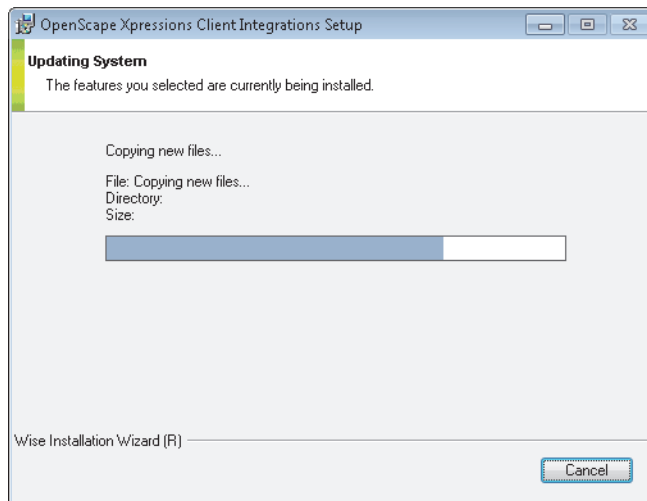 OpenScape Xpressions Client Integrations Setup
Updating System
The features you selected are currently being installed.
Copying new files...
File: Copying new files...
Directory:
Size:
Wise Installation Wizard (R)
Cancel